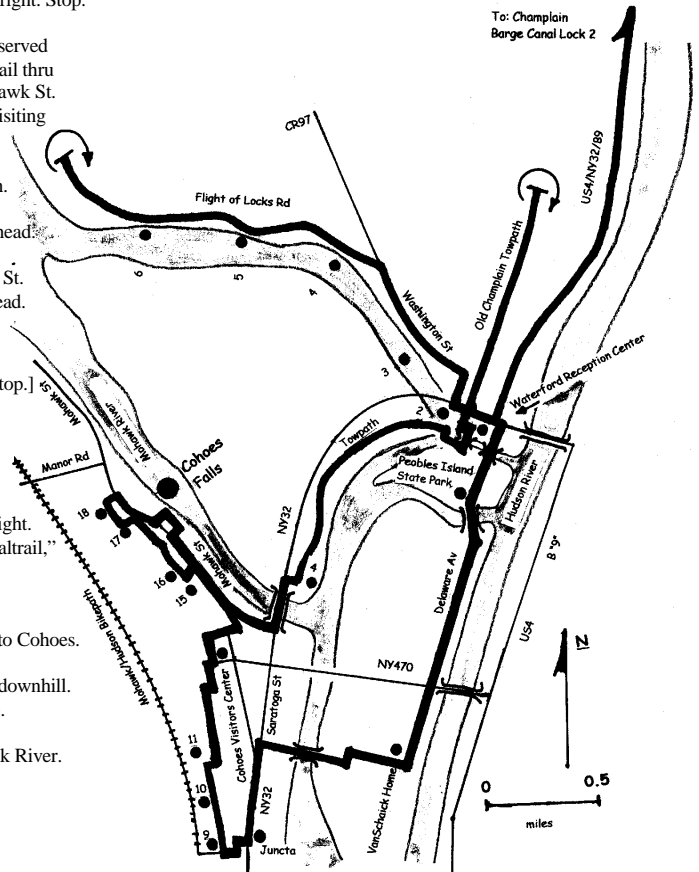 right. Stop.
served
ail thru
awk St.
isiting
n.
nead.
St.
ead.
top.]
ight.
altrail,"
to Cohoes.
downhill.
k River.
To: Champlain
Barge Canal Lock 2
CR97
US4/NY32/89
Flight of Locks Rd
Old Champlain Towpath
6
5
4
Washington St
3
Waterford Reception Center
2
Mohawk St
Mohawk River
Towpath
Manor Rd
Cohoes
Falls
Peobles Island
State Park
Hudson River
NY32
18
17
Mohawk St
16
15
4
B "9"
Delaware Av
US4
N
Mohawk/Hudson Bikepath
NY470
Cohoes Visitors Center
Saratoga St
11
10
9
NY32
Juncta
VanSchaick Home
0
0.5
miles